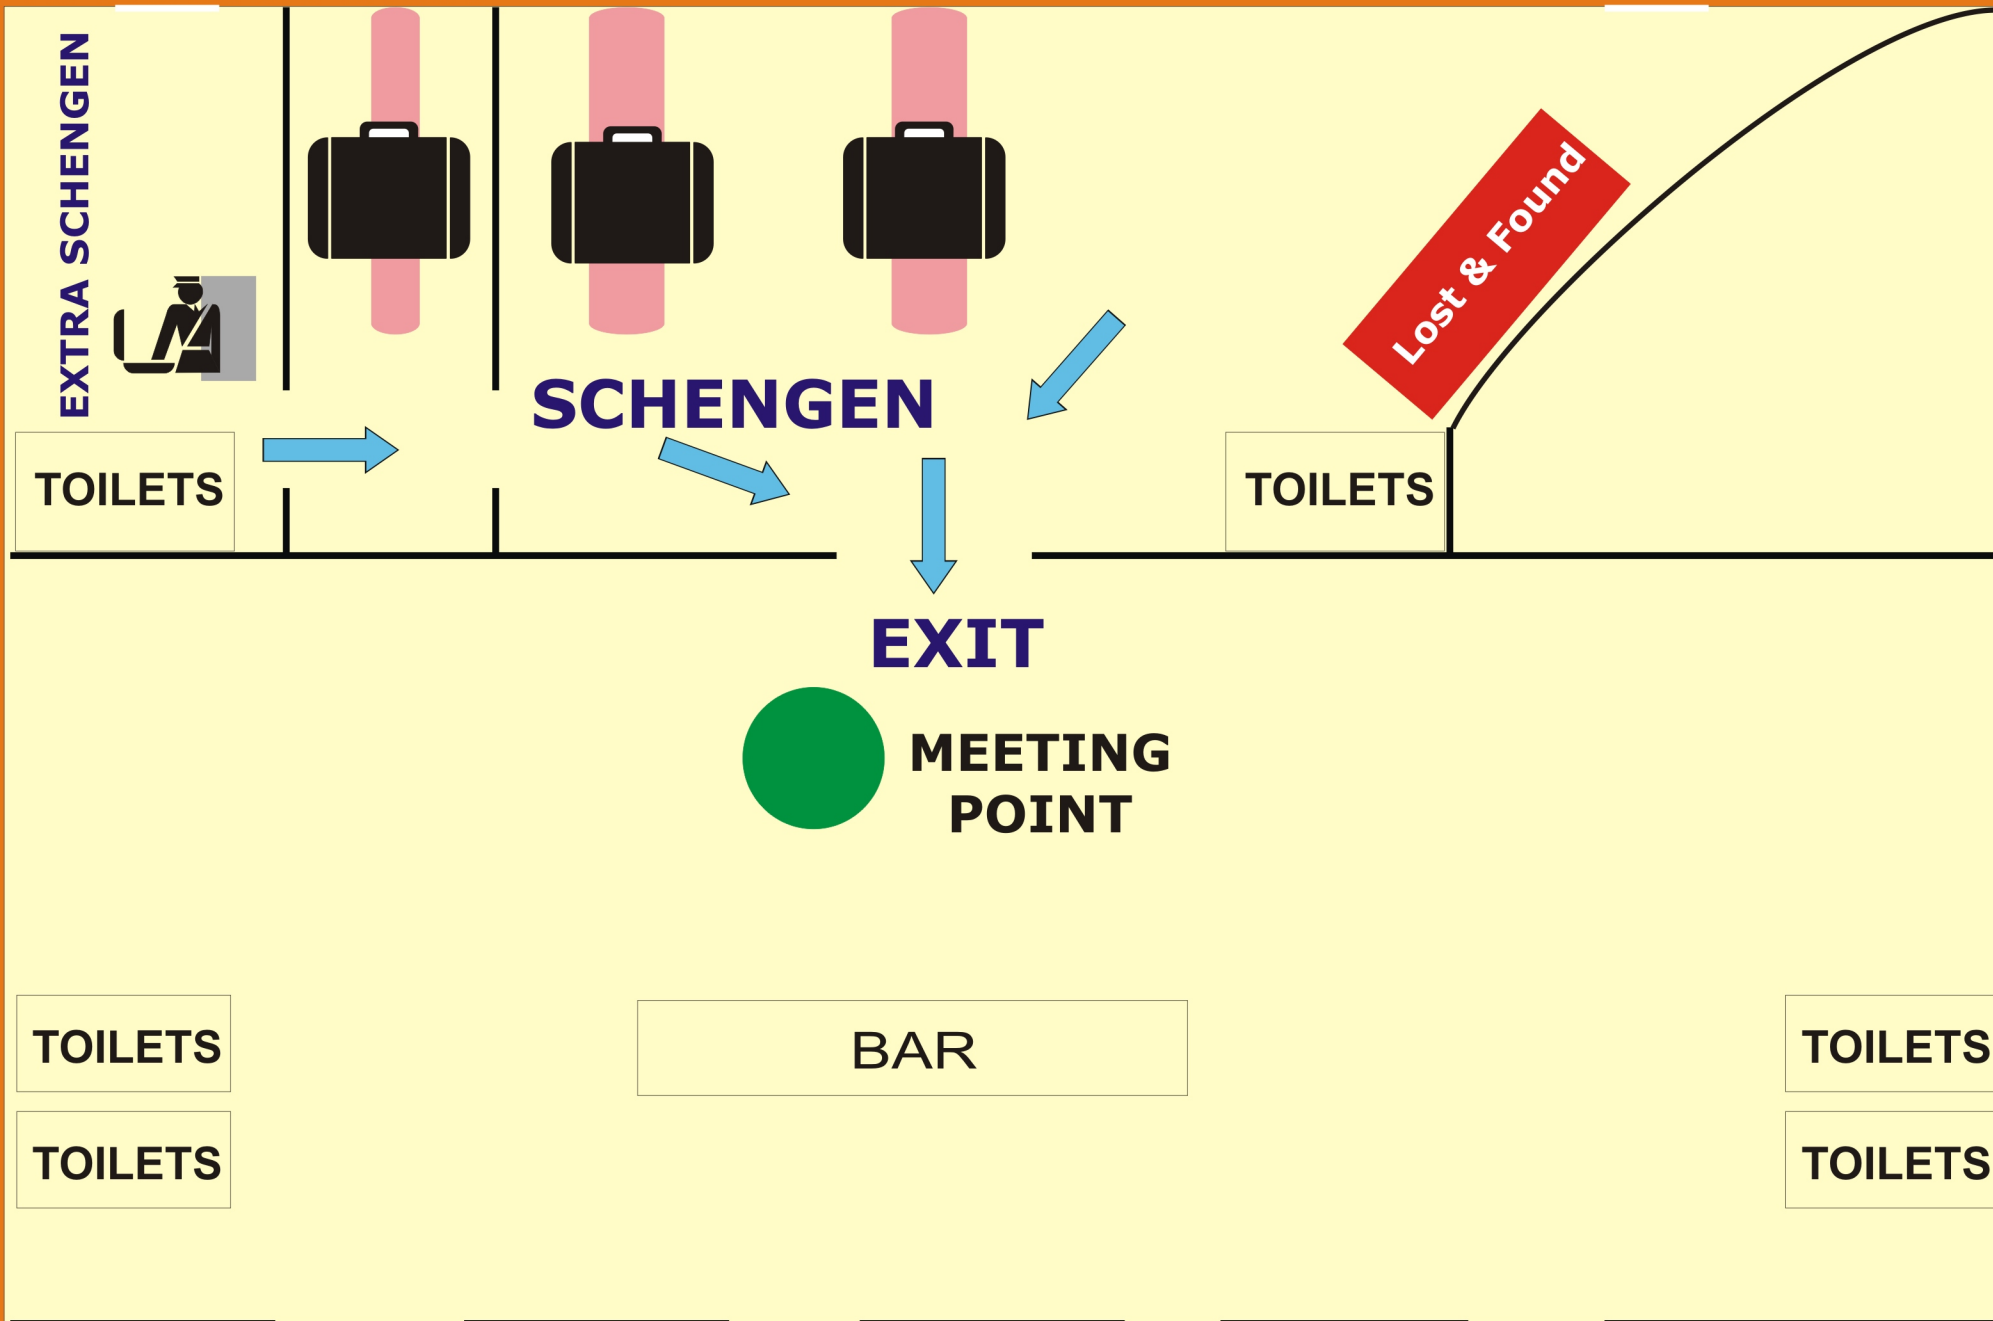 EXTRA SCHENGEN
Lost & Found
SCHENGEN
TOILETS
TOILETS
EXIT
MEETING
POINT
TOILETS
BAR
TOILETS
TOILETS
TOILETS